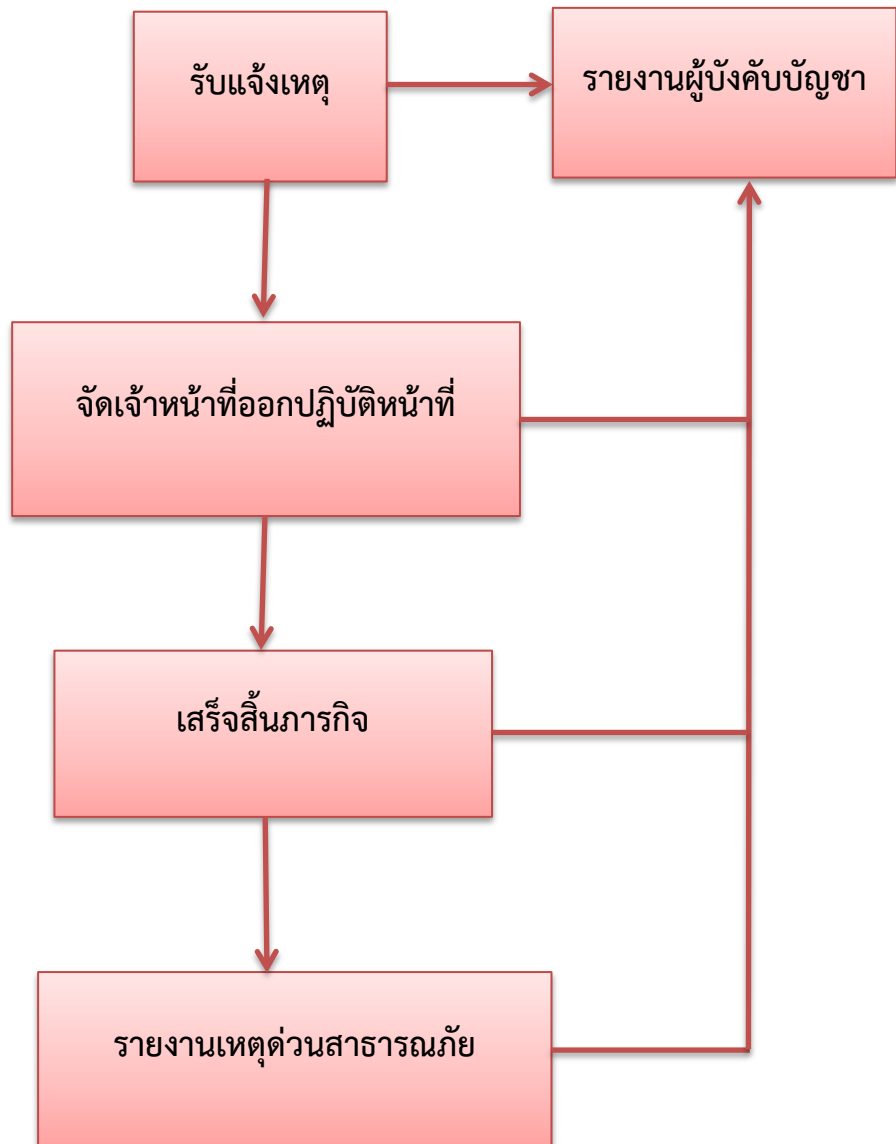 รับแจ้งเหตุ
รายงานผู้บังคับบัญชา
จัดเจ้าหน้าที่ออกปฏิบัติหน้าที่
เสร็จสิ้นภารกิจ
รายงานเหตุด่วนสาธารณภัย